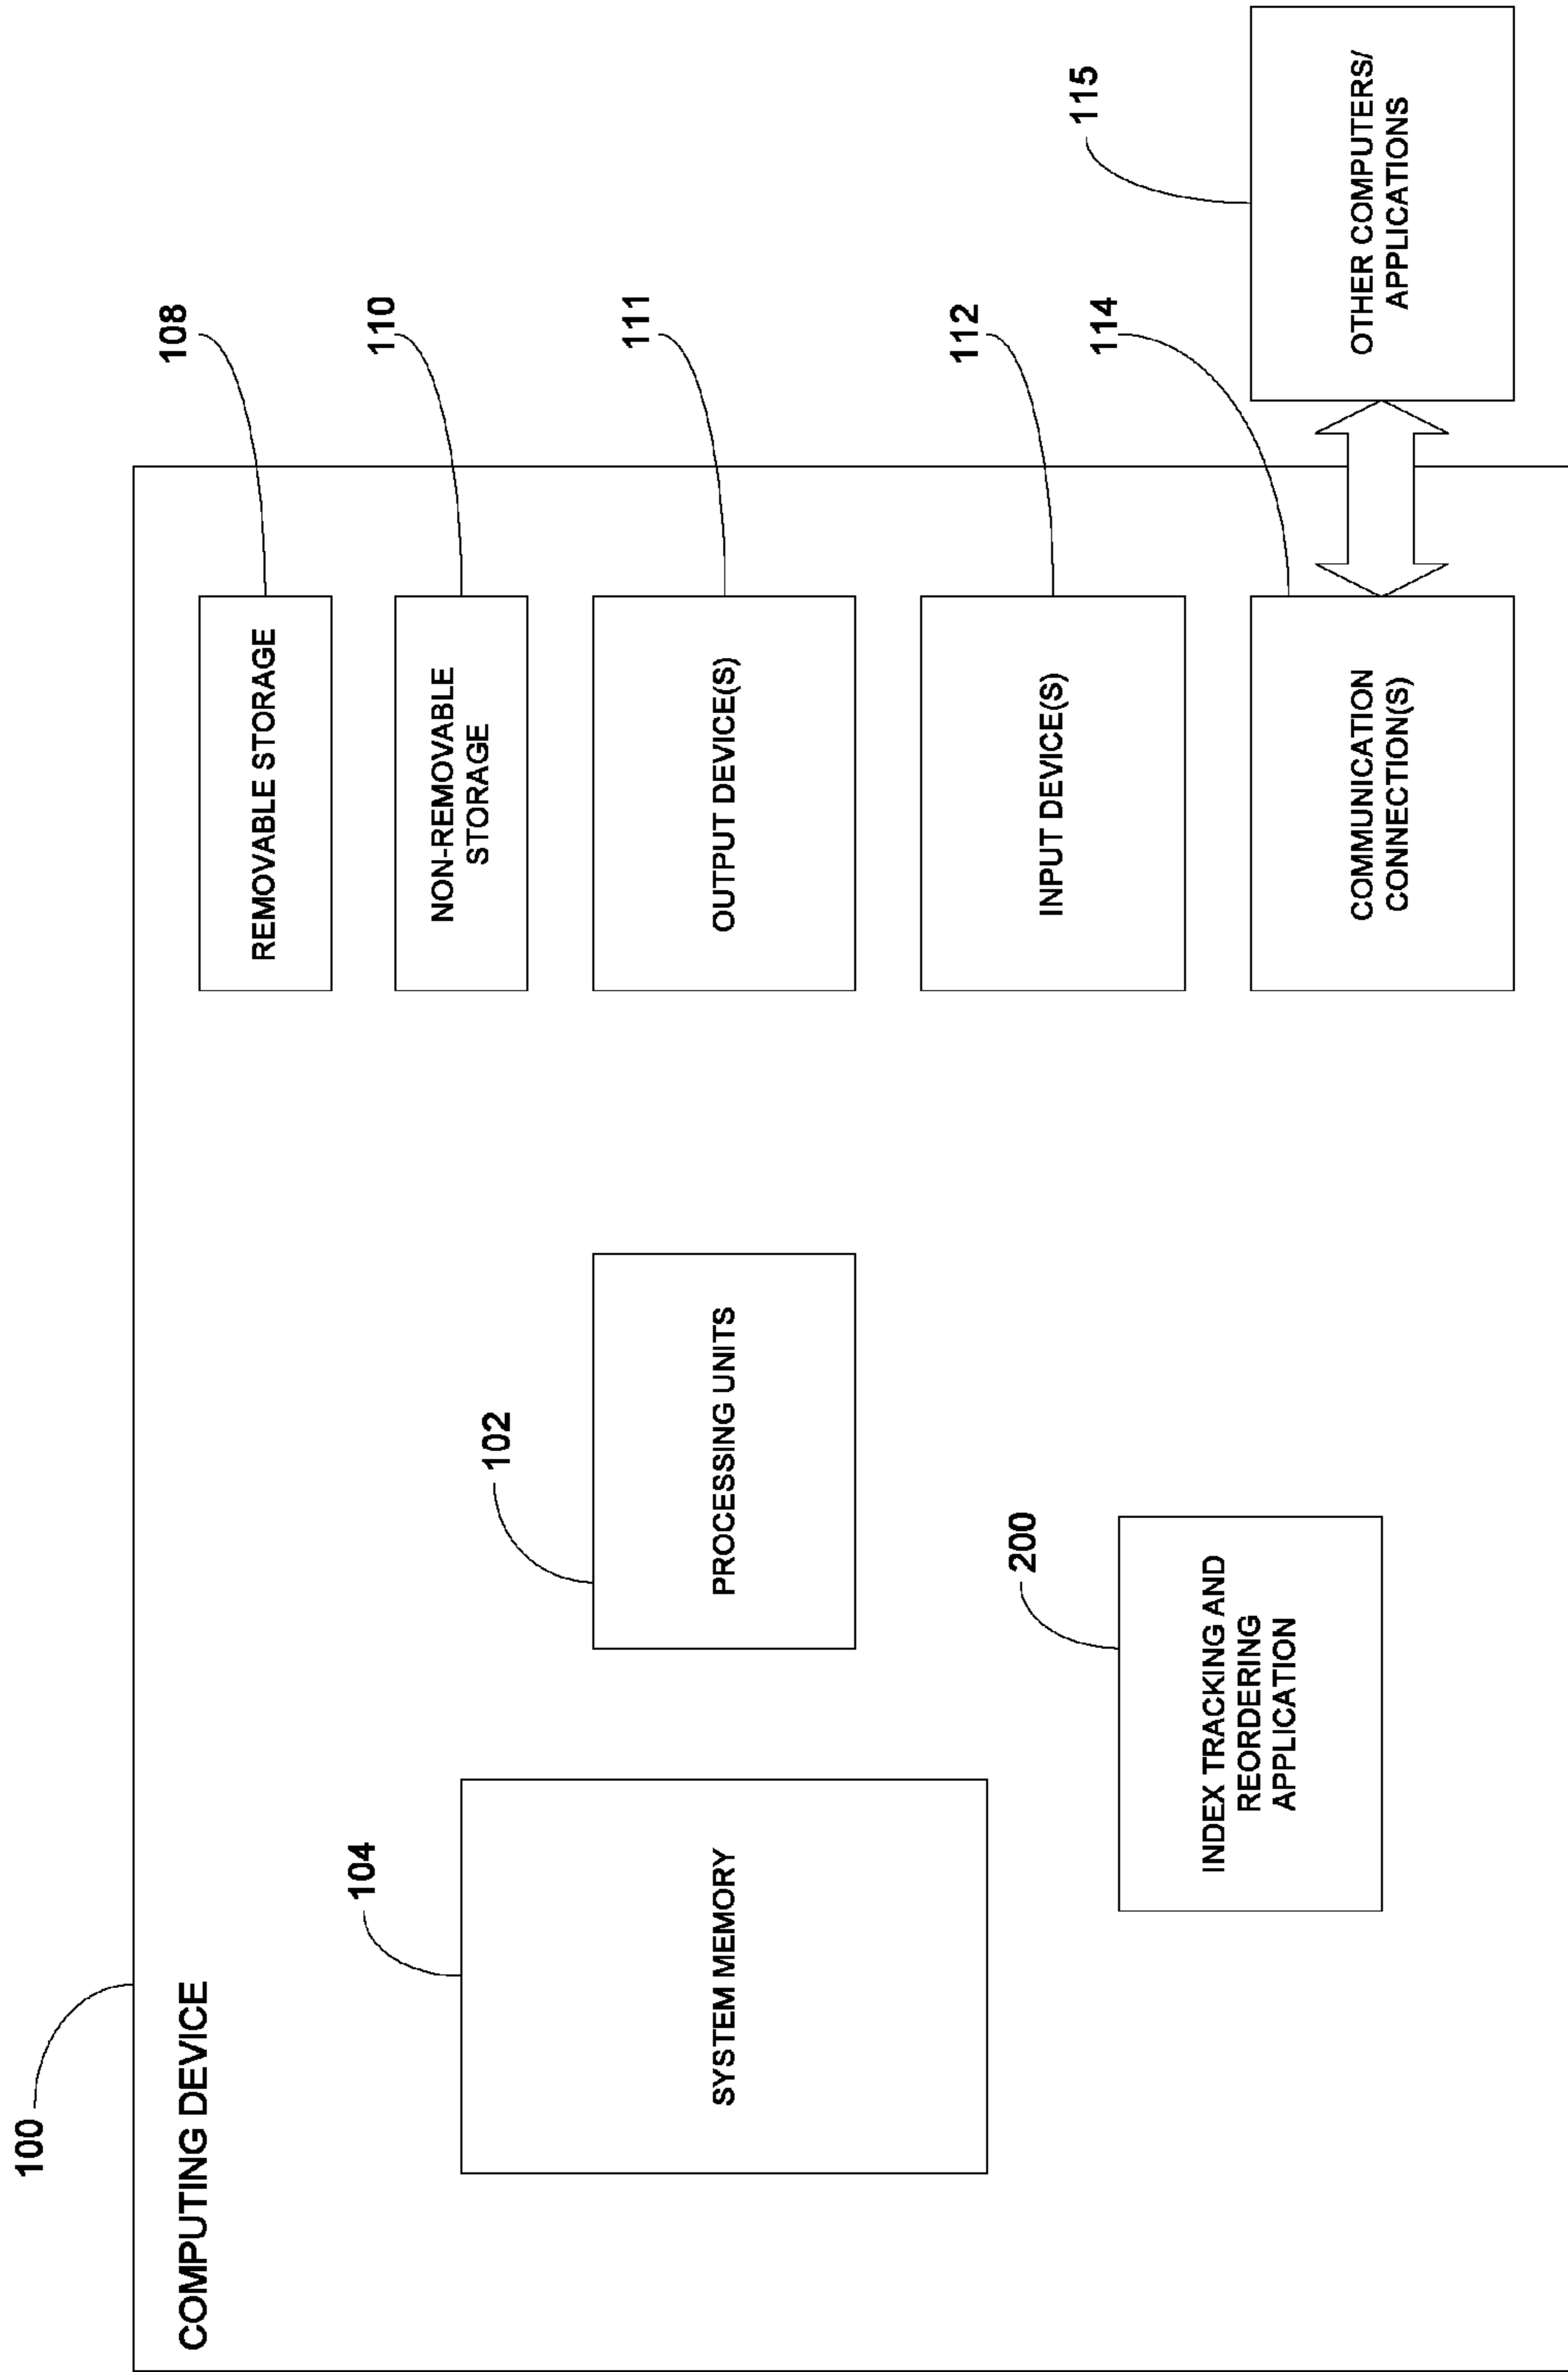 100
COMPUTING DEVICE
104
SYSTEM MEMORY
102
PROCESSING UNITS
200
INDEX TRACKING AND
REORDERING
APPLICATION
108
REMOVABLE STORAGE
110
NON-REMOVABLE
STORAGE
111
OUTPUT DEVICE(S)
112
INPUT DEVICE(S)
114
COMMUNICATION
CONNECTION(S)
115
OTHER COMPUTERS/
APPLICATIONS